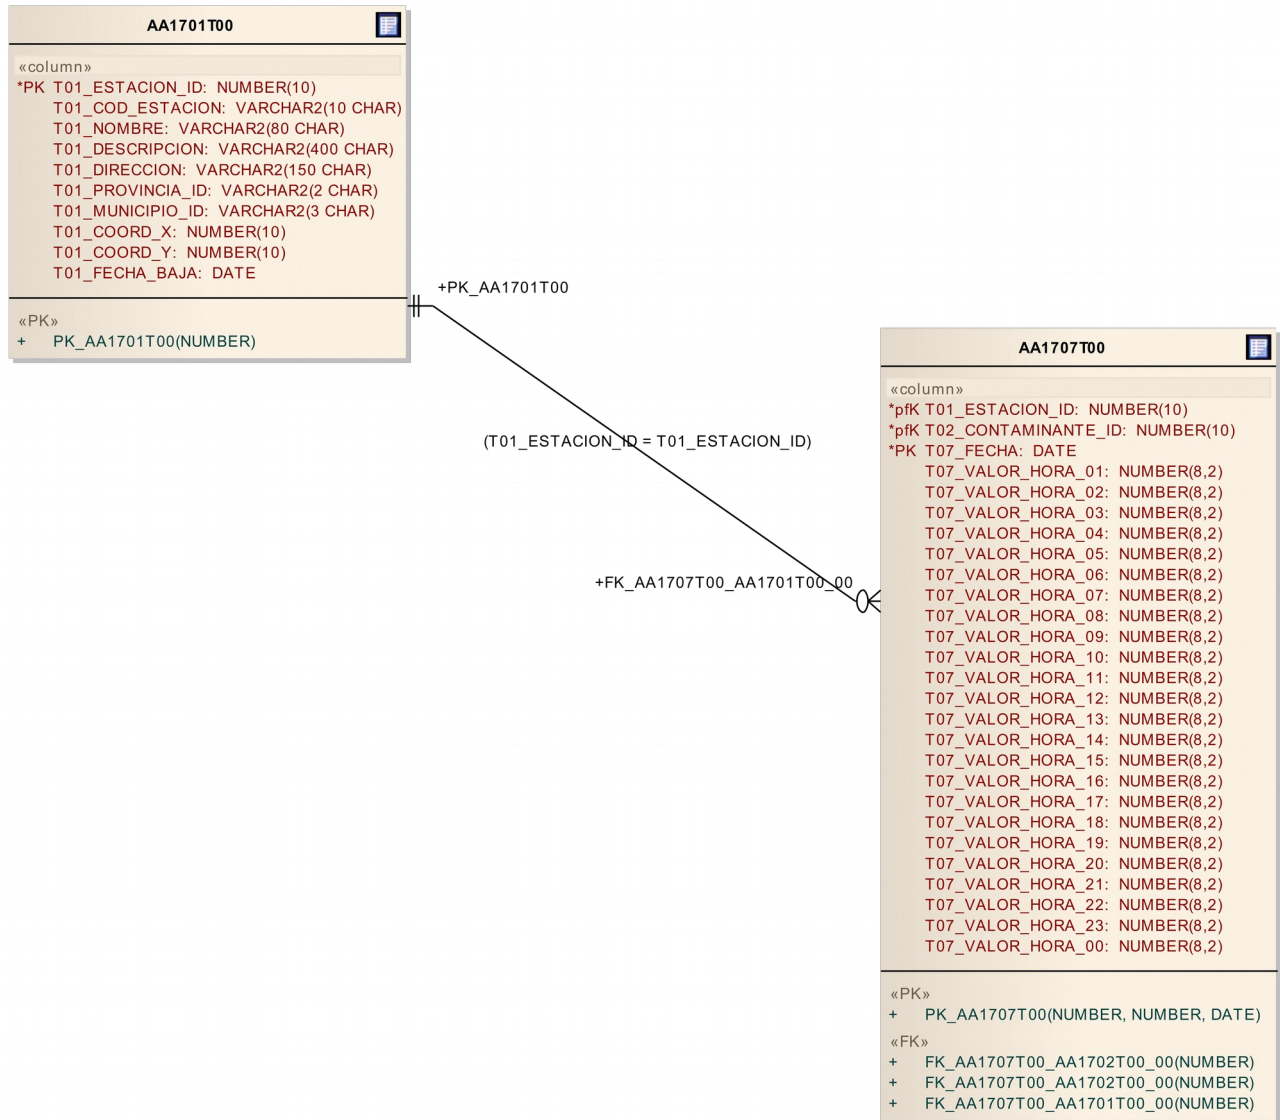 AA1701T00
«column»
*PK T01_ESTACION_ID: NUMBER(10)
T01_COD_ESTACION: VARCHAR2(10 CHAR)
T01_NOMBRE: VARCHAR2(80 CHAR)
T01_DESCRIPCION: VARCHAR2(400 CHAR)
T01_DIRECCION: VARCHAR2(150 CHAR)
T01_PROVINCIA_ID: VARCHAR2(2 CHAR)
T01_MUNICIPIO_ID: VARCHAR2(3 CHAR)
T01_COORD_X: NUMBER(10)
T01_COORD_Y: NUMBER(10)
T01_FECHA_BAJA: DATE
«PK»
+ PK_AA1701T00(NUMBER)
+PK_AA1701T00
(T01_ESTACION_ID = T01_ESTACION_ID)
+FK_AA1707T00_AA1701T00_00
AA1707T00
«column»
*pfK T01_ESTACION_ID: NUMBER(10)
*pfK T02_CONTAMINANTE_ID: NUMBER(10)
*PK T07_FECHA: DATE
T07_VALOR_HORA_01: NUMBER(8,2)
T07_VALOR_HORA_02: NUMBER(8,2)
T07_VALOR_HORA_03: NUMBER(8,2)
T07_VALOR_HORA_04: NUMBER(8,2)
T07_VALOR_HORA_05: NUMBER(8,2)
T07_VALOR_HORA_06: NUMBER(8,2)
T07_VALOR_HORA_07: NUMBER(8,2)
T07_VALOR_HORA_08: NUMBER(8,2)
T07_VALOR_HORA_09: NUMBER(8,2)
T07_VALOR_HORA_10: NUMBER(8,2)
T07_VALOR_HORA_11: NUMBER(8,2)
T07_VALOR_HORA_12: NUMBER(8,2)
T07_VALOR_HORA_13: NUMBER(8,2)
T07_VALOR_HORA_14: NUMBER(8,2)
T07_VALOR_HORA_15: NUMBER(8,2)
T07_VALOR_HORA_16: NUMBER(8,2)
T07_VALOR_HORA_17: NUMBER(8,2)
T07_VALOR_HORA_18: NUMBER(8,2)
T07_VALOR_HORA_19: NUMBER(8,2)
T07_VALOR_HORA_20: NUMBER(8,2)
T07_VALOR_HORA_21: NUMBER(8,2)
T07_VALOR_HORA_22: NUMBER(8,2)
T07_VALOR_HORA_23: NUMBER(8,2)
T07_VALOR_HORA_00: NUMBER(8,2)
«PK»
+ PK_AA1707T00(NUMBER, NUMBER, DATE)
«FK»
+ FK_AA1707T00_AA1702T00_00(NUMBER)
+ FK_AA1707T00_AA1702T00_00(NUMBER)
+ FK_AA1707T00_AA1701T00_00(NUMBER)